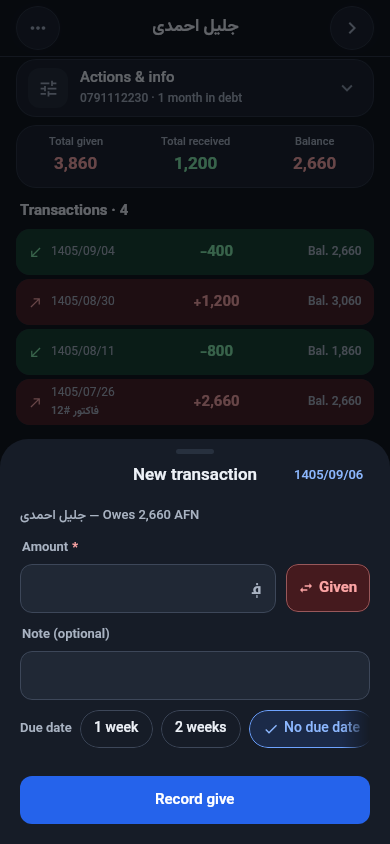 جلیل احمدی
Actions & info
0791112230 · 1 month in debt
Total given Total received Balance
3,860 1,200 2,660
Transactions · 4
1405/09/04 −400 Bal. 2,660
1405/08/30 +1,200 Bal. 3,060
1405/08/11 −800 Bal. 1,860
1405/07/26 +2,660 Bal. 2,660
فاکتور #12
New transaction 1405/09/06
جلیل احمدی — Owes 2,660 AFN
Amount *
؋ Given
Note (optional)
Due date 1 week 2 weeks No due date
Record give